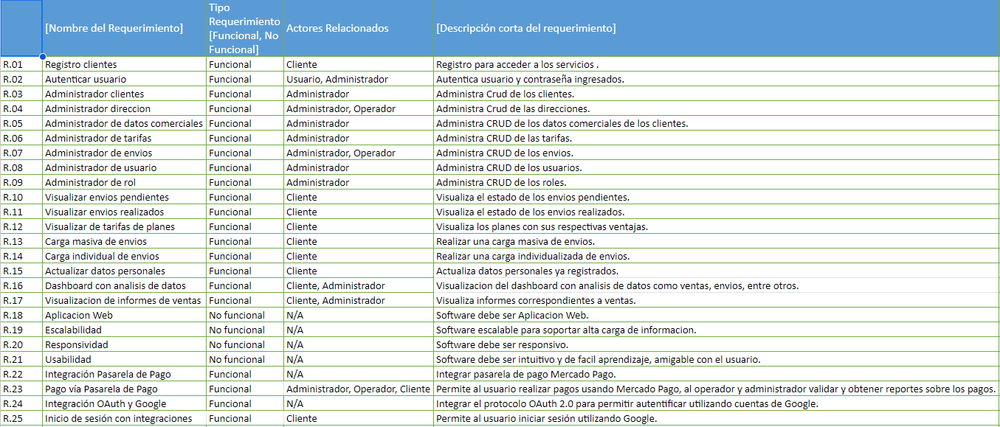 [Nombre del Requerimiento] Tipo Requerimiento [Funcional, No Funcional] Actores Relacionados [Descripción corta del requerimiento]
R.01 Registro clientes Funcional Cliente Registro para acceder a los servicios .
R.02 Autenticar usuario Funcional Usuario, Administrador Autentica usuario y contraseña ingresados.
R.03 Administrador clientes Funcional Administrador Administra Crud de los clientes.
R.04 Administrador direccion Funcional Administrador, Operador Administra Crud de las direcciones.
R.05 Administrador de datos comerciales Funcional Administrador Administra CRUD de los datos comerciales de los clientes.
R.06 Administrador de tarifas Funcional Administrador Administra CRUD de las tarifas.
R.07 Administrador de envios Funcional Administrador, Operador Administra CRUD de los envios.
R.08 Administrador de usuario Funcional Administrador Administra CRUD de los usuarios.
R.09 Administrador de rol Funcional Administrador Administra CRUD de los roles.
R.10 Visualizar envios pendientes Funcional Cliente Visualiza el estado de los envios pendientes.
R.11 Visualizar envios realizados Funcional Cliente Visualiza el estado de los envios realizados.
R.12 Visualizar de tarifas de planes Funcional Cliente Visualiza los planes con sus respectivas ventajas.
R.13 Carga masiva de envios Funcional Cliente Realizar una carga masiva de envios.
R.14 Carga individual de envios Funcional Cliente Realizar una carga individualizada de envios.
R.15 Actualizar datos personales Funcional Cliente Actualiza datos personales ya registrados.
R.16 Dashboard con analisis de datos Funcional Cliente, Administrador Visualizacion del dashboard con analisis de datos como ventas, envios, entre otros.
R.17 Visualizacion de informes de ventas Funcional Cliente, Administrador Visualiza informes correspondientes a ventas.
R.18 Aplicacion Web No funcional N/A Software debe ser Aplicacion Web.
R.19 Escalabilidad No funcional N/A Software escalable para soportar alta carga de informacion.
R.20 Responsividad No funcional N/A Software debe ser responsivo.
R.21 Usabilidad No funcional N/A Software debe ser intuitivo y de facil aprendizaje, amigable con el usuario.
R.22 Integración Pasarela de Pago Funcional N/A Integrar pasarela de pago Mercado Pago.
R.23 Pago vía Pasarela de Pago Funcional Administrador, Operador, Cliente Permite al usuario realizar pagos usando Mercado Pago, al operador y administrador validar y obtener reportes sobre los pagos.
R.24 Integración OAuth y Google Funcional N/A Integrar el protocolo OAuth 2.0 para permitir autentificar utilizando cuentas de Google.
R.25 Inicio de sesión con integraciones Funcional Cliente Permite al usuario iniciar sesión utilizando Google.